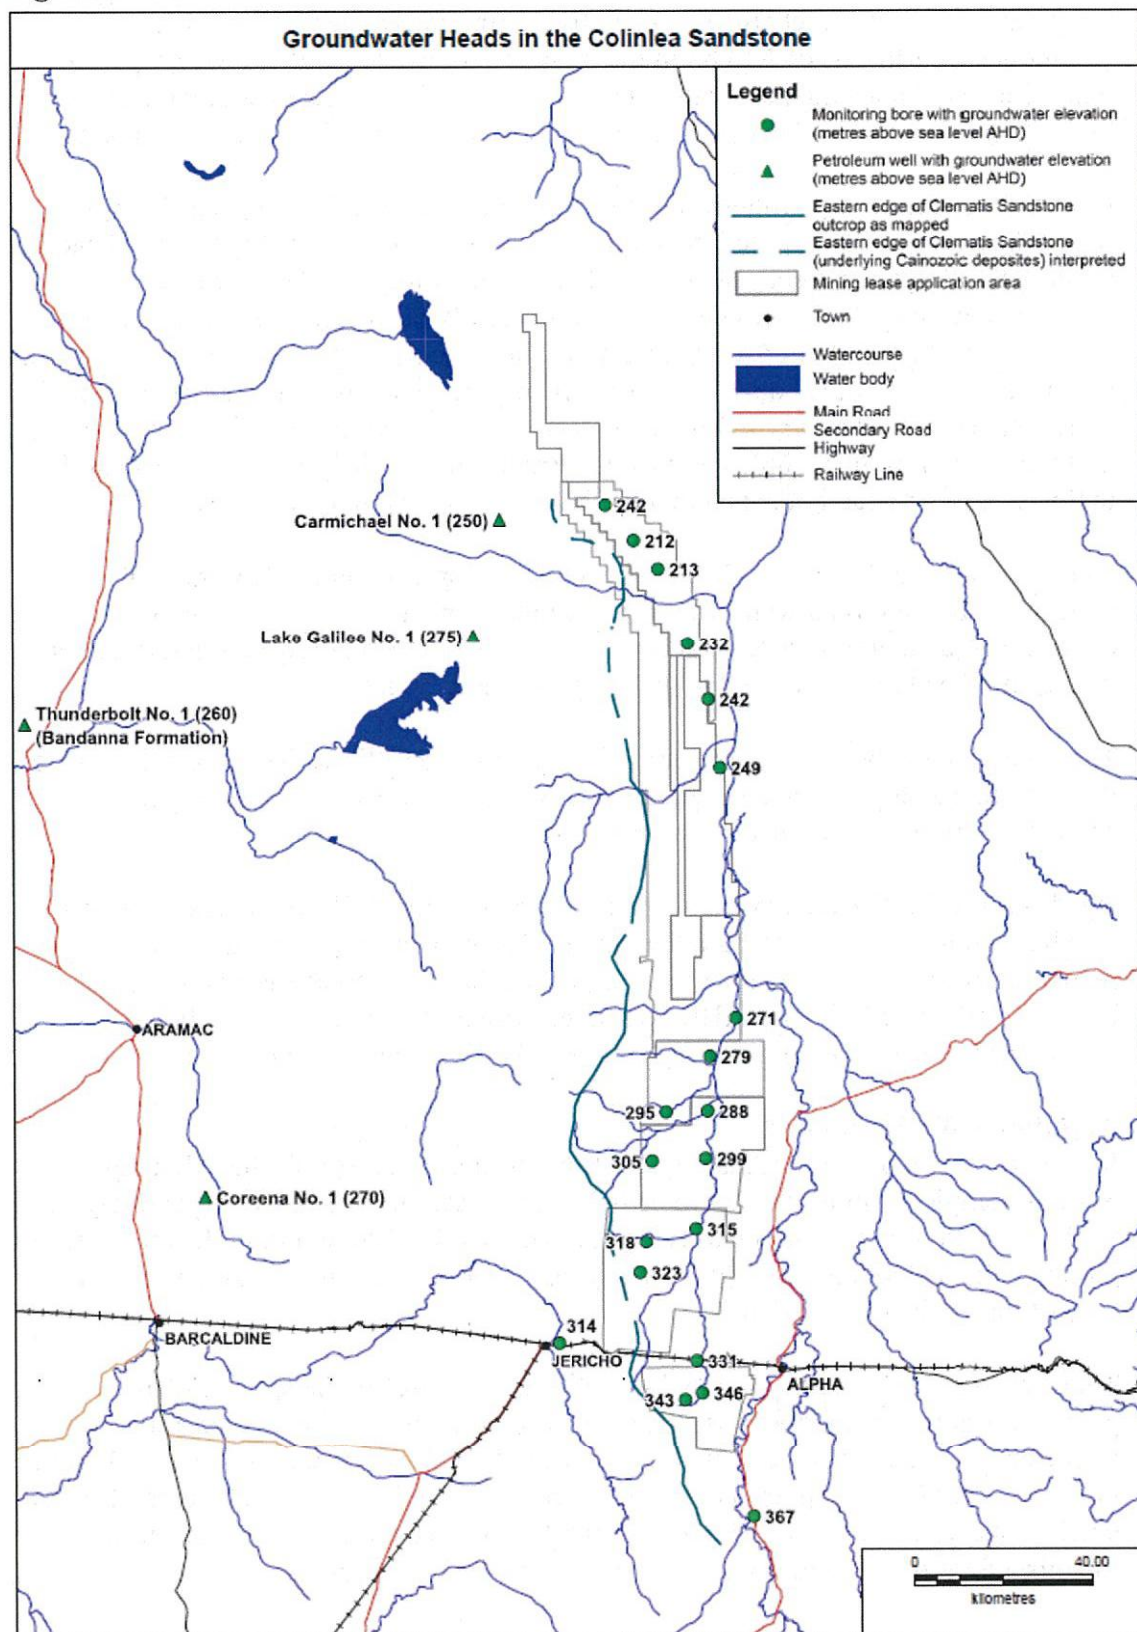 Groundwater Heads in the Colinlea Sandstone
Legend
Monitoring bore with groundwater elevation
(metres above sea level AHD)
Petroleum well with groundwater elevation
(metres above sea level AHD)
Eastern edge of Clematis Sandstone
outcrop as mapped
Eastern edge of Clematis Sandstone
(underlying Cainozoic deposites) interpreted
Mining lease application area
Town
Watercourse
Water body
Main Road
Secondary Road
Highway
Railway Line
242
Carmichael No. 1 (250)
212
213
Lake Galilee No. 1 (275)
232
242
Thunderbolt No. 1 (260)
(Bandanna Formation)
249
271
ARAMAC
279
295
288
305
299
Coreena No. 1 (270)
315
318
323
314
BARCALDINE
JERICHO
331
ALPHA
343
346
367
0 40.00
kilometres